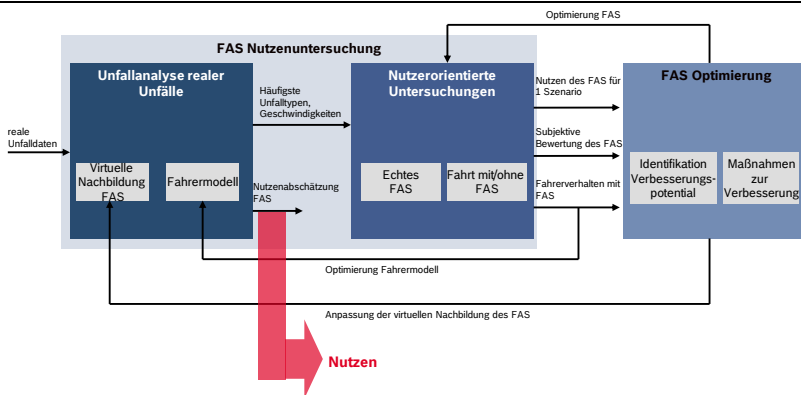 Optimierung FAS
FAS Nutzenuntersuchung
Unfallanalyse realer
Unfälle
Häufigste
Unfalltypen,
Geschwindigkeiten
Nutzerorientierte
Untersuchungen
Nutzen des FAS für
1 Szenario
FAS Optimierung
reale
Unfalldaten
Subjektive
Bewertung des FAS
Virtuelle
Nachbildung
FAS
Fahrermodell
Nutzenabschätzung
FAS
Echtes
FAS
Fahrt mit/ohne
FAS
Fahrerverhalten mit
FAS
Identifikation
Verbesserungs-
potential
Maßnahmen
zur
Verbesserung
Optimierung Fahrermodell
Anpassung der virtuellen Nachbildung des FAS
Nutzen